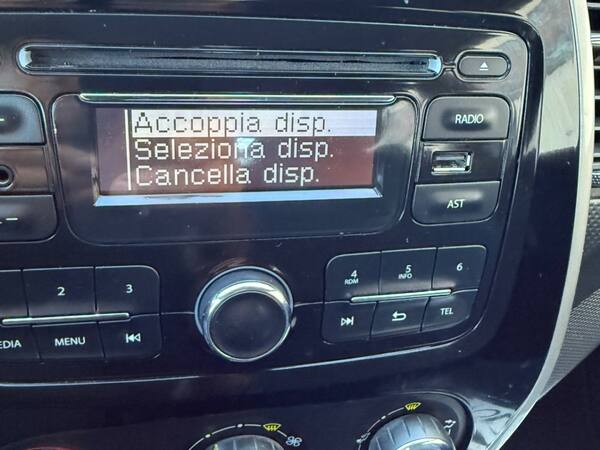 Accoppia disp.
Seleziona disp.
Cancella disp.
RADIO
AST
2 3
4 RDM 5 INFO 6
EDIA MENU TEL